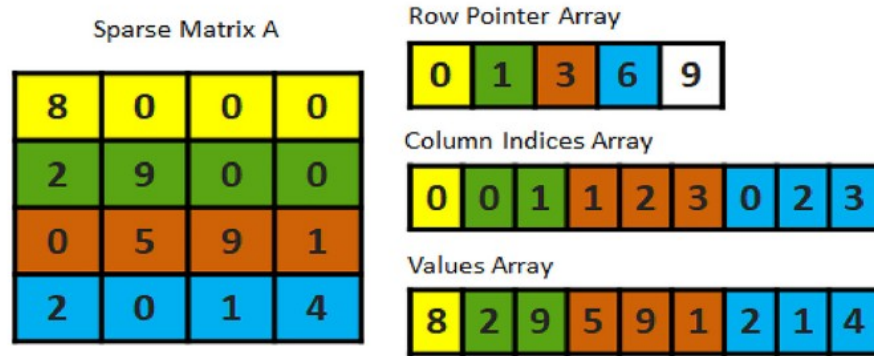 Sparse Matrix A
8 0 0 0
2 9 0 0
0 5 9 1
2 0 1 4
Row Pointer Array
0 1 3 6 9
Column Indices Array
0 0 1 1 2 3 0 2 3
Values Array
8 2 9 5 9 1 2 1 4